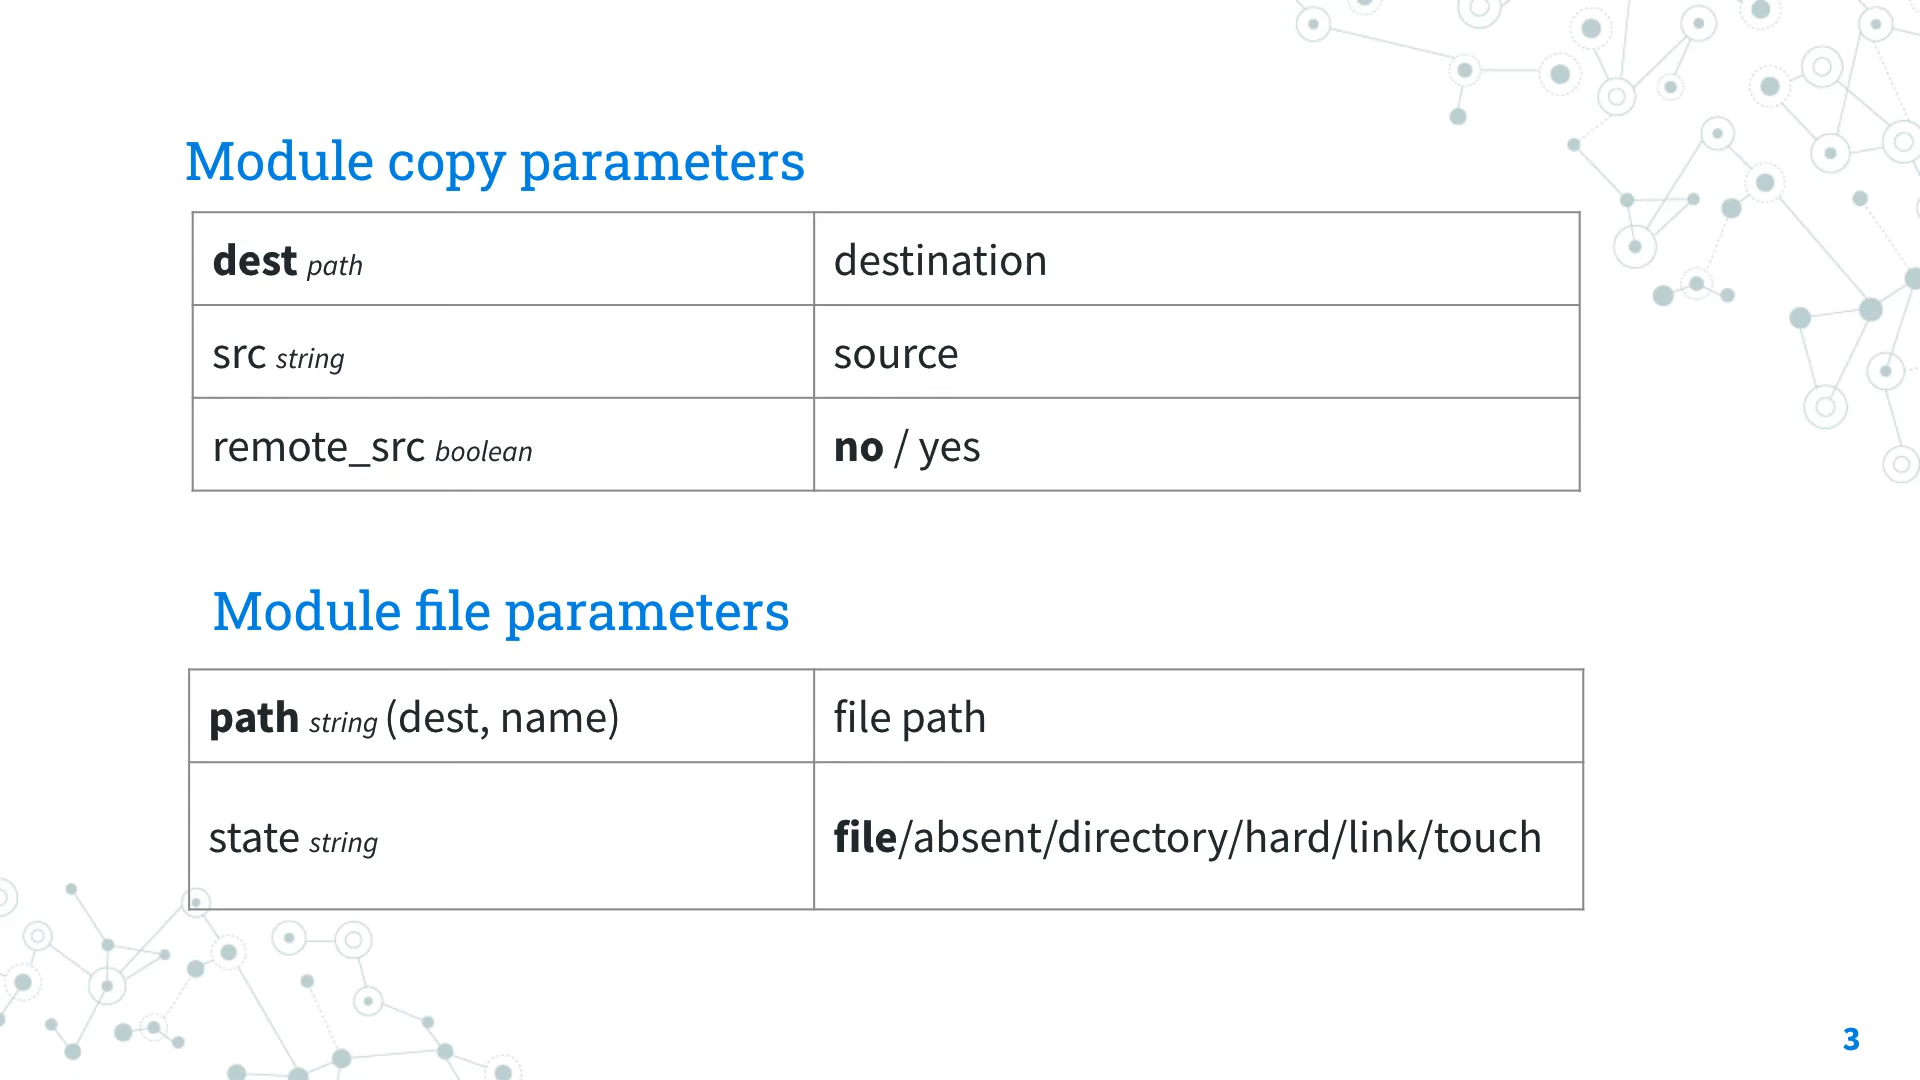 Module copy parameters
dest path
destination
src string
source
remote_src boolean
no / yes
Module file parameters
path string (dest, name)
file path
state string
file/absent/directory/hard/link/touch
3